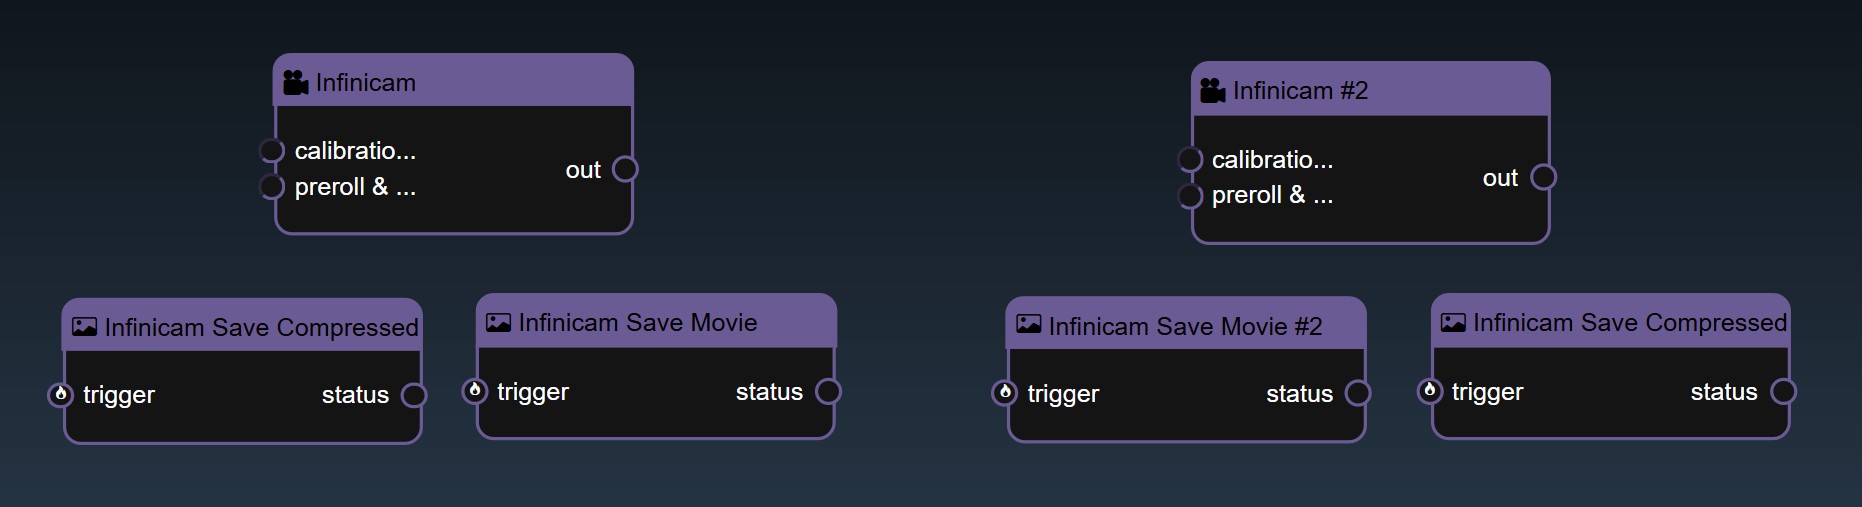 Infinicam
calibratio...
preroll & ...
out
Infinicam #2
calibratio...
preroll & ...
out
Infinicam Save Compressed
trigger
status
Infinicam Save Movie
trigger
status
Infinicam Save Movie #2
trigger
status
Infinicam Save Compressed
trigger
status